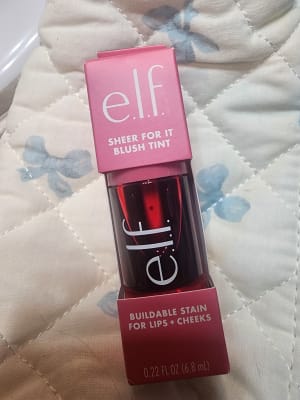 e.l.f.
SHEER FOR IT
BLUSH TINT
e.l.f.
BUILDABLE STAIN
FOR LIPS + CHEEKS
0.22 FL OZ (6.8 mL)